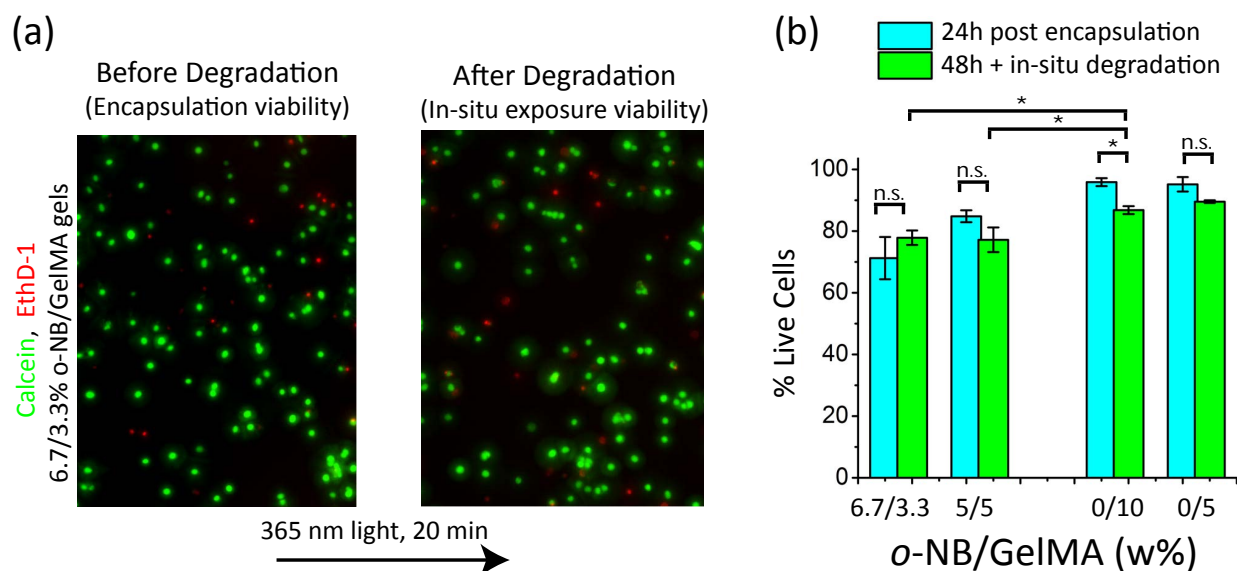 (a)
Before Degradation
(Encapsulation viability)
After Degradation
(In-situ exposure viability)
Calcein, EthD-1
6.7/3.3% o-NB/GelMA gels
365 nm light, 20 min
(b)
24h post encapsulation
48h + in-situ degradation
*
*
*
n.s.
n.s.
n.s.
100
80
60
40
20
0
% Live Cells
6.7/3.3 5/5 0/10 0/5
o-NB/GelMA (w%)